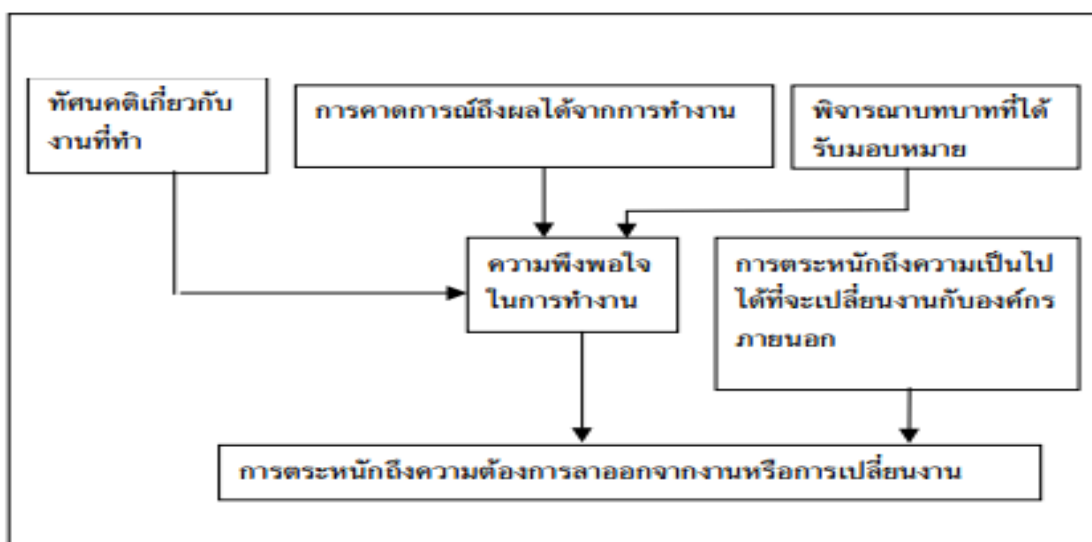 ทัศนคติเกี่ยวกับ
งานที่ทำ
การคาดการณ์ถึงผลได้จากการทำงาน
พิจารณาบทบาทที่ได้
รับมอบหมาย
ความพึงพอใจ
ในการทำงาน
การตระหนักถึงความเป็นไป
ได้ที่จะเปลี่ยนงานกับองค์กร
ภายนอก
การตระหนักถึงความต้องการลาออกจากงานหรือการเปลี่ยนงาน